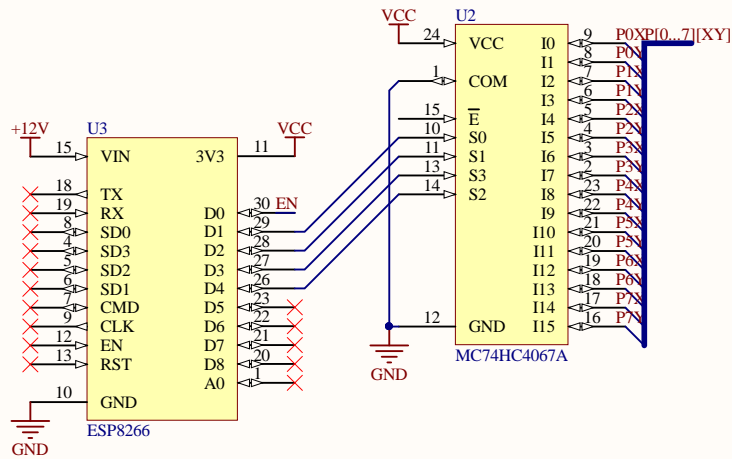 VCC
U2
24 VCC I0 9 P0X P[0...7][XY]
I1 8 P0Y
1 COM I2 7 P1X
I3 6 P1Y
15 E I4 5 P2X
10 S0 I5 4 P2Y
11 S1 I6 3 P3X
13 S3 I7 2 P3Y
14 S2 I8 23 P4X
I9 22 P4Y
I10 21 P5X
I11 20 P5Y
I12 19 P6X
I13 18 P6Y
I14 17 P7X
12 GND I15 16 P7Y
MC74HC4067A
GND
+12V
U3
VCC
15 VIN 3V3 11
18 TX
19 RX D0 30 EN
8 SD0 D1 29
4 SD3 D2 28
5 SD2 D3 27
6 SD1 D4 26
7 CMD D5 23
9 CLK D6 22
12 EN D7 21
13 RST D8 20
A0 1
10 GND
ESP8266
GND